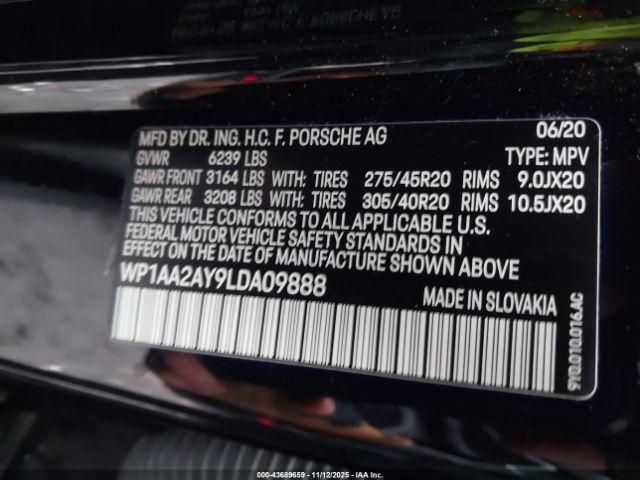 MFD BY DR. ING. H.C. F. PORSCHE AG 06/20
GVWR 6239 LBS TYPE: MPV
GAWR FRONT 3164 LBS WITH: TIRES 275/45R20 RIMS 9.0JX20
GAWR REAR 3208 LBS WITH: TIRES 305/40R20 RIMS 10.5JX20
THIS VEHICLE CONFORMS TO ALL APPLICABLE U.S.
FEDERAL MOTOR VEHICLE SAFETY STANDARDS IN
EFFECT ON THE DATE OF MANUFACTURE SHOWN ABOVE.
WP1AA2AY9LDA09888 MADE IN SLOVAKIA
9Y0.010.016.AC
000-43689659 - 11/12/2025 - IAA Inc.